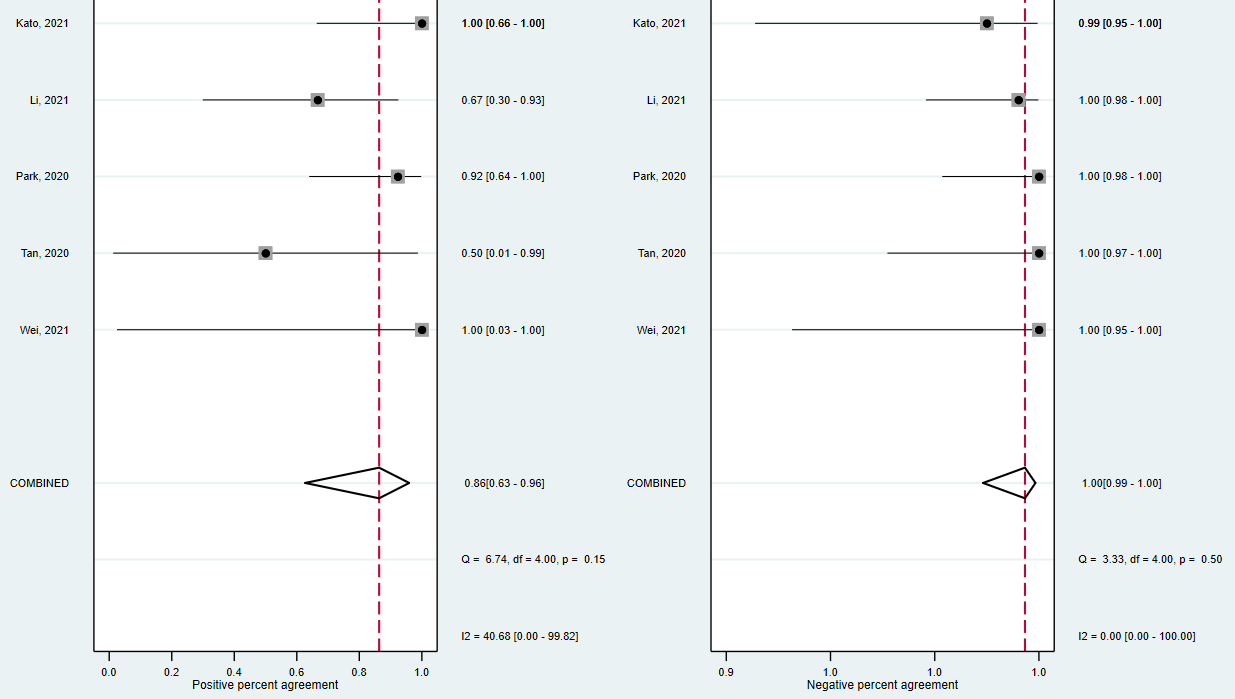 Kato, 2021 1.00 [0.66 - 1.00] Kato, 2021 0.99 [0.95 - 1.00]
Li, 2021 0.67 [0.30 - 0.93] Li, 2021 1.00 [0.98 - 1.00]
Park, 2020 0.92 [0.64 - 1.00] Park, 2020 1.00 [0.98 - 1.00]
Tan, 2020 0.50 [0.01 - 0.99] Tan, 2020 1.00 [0.97 - 1.00]
Wei, 2021 1.00 [0.03 - 1.00] Wei, 2021 1.00 [0.95 - 1.00]
COMBINED 0.86[0.63 - 0.96] COMBINED 1.00[0.99 - 1.00]
Q = 6.74, df = 4.00, p = 0.15 Q = 3.33, df = 4.00, p = 0.50
I2 = 40.68 [0.00 - 99.82] I2 = 0.00 [0.00 - 100.00]
0.0 0.2 0.4 0.6 0.8 1.0 0.9 1.0 1.0 1.0
Positive percent agreement Negative percent agreement